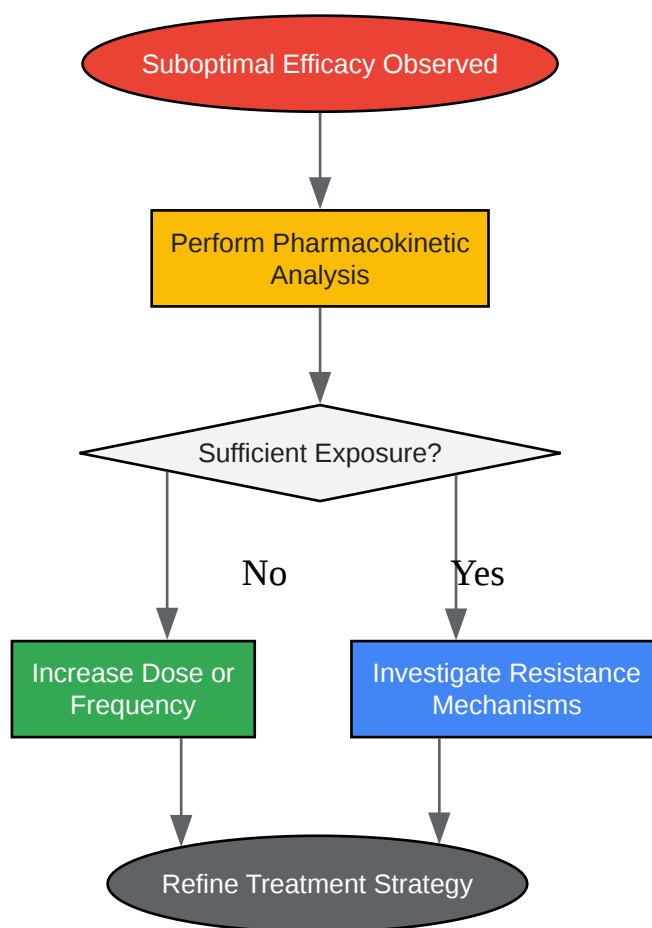 Suboptimal Efficacy Observed
Perform Pharmacokinetic
Analysis
Sufficient Exposure?
No
Yes
Increase Dose or
Frequency
Investigate Resistance
Mechanisms
Refine Treatment Strategy